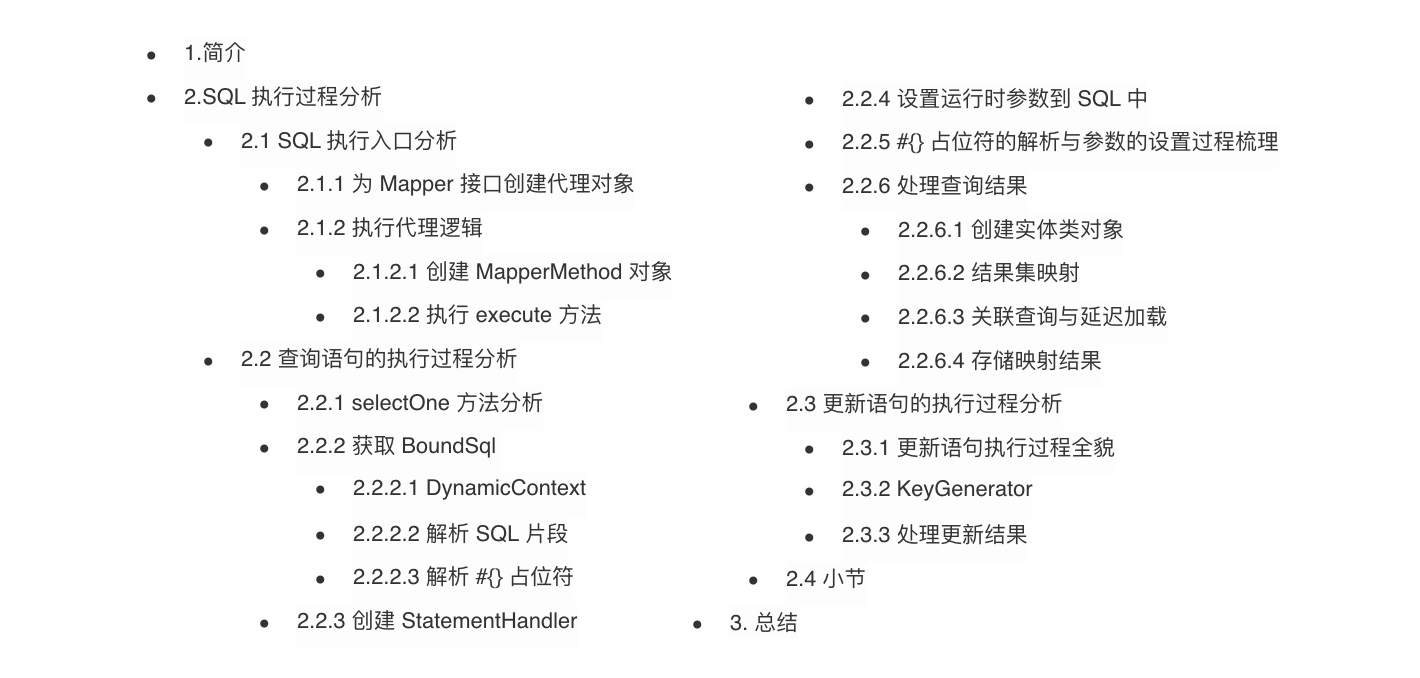 1.简介
2.SQL 执行过程分析
2.1 SQL 执行入口分析
2.1.1 为 Mapper 接口创建代理对象
2.1.2 执行代理逻辑
2.1.2.1 创建 MapperMethod 对象
2.1.2.2 执行 execute 方法
2.2 查询语句的执行过程分析
2.2.1 selectOne 方法分析
2.2.2 获取 BoundSql
2.2.2.1 DynamicContext
2.2.2.2 解析 SQL 片段
2.2.2.3 解析 #{} 占位符
2.2.3 创建 StatementHandler
2.2.4 设置运行时参数到 SQL 中
2.2.5 #{} 占位符的解析与参数的设置过程梳理
2.2.6 处理查询结果
2.2.6.1 创建实体类对象
2.2.6.2 结果集映射
2.2.6.3 关联查询与延迟加载
2.2.6.4 存储映射结果
2.3 更新语句的执行过程分析
2.3.1 更新语句执行过程全貌
2.3.2 KeyGenerator
2.3.3 处理更新结果
2.4 小节
3. 总结